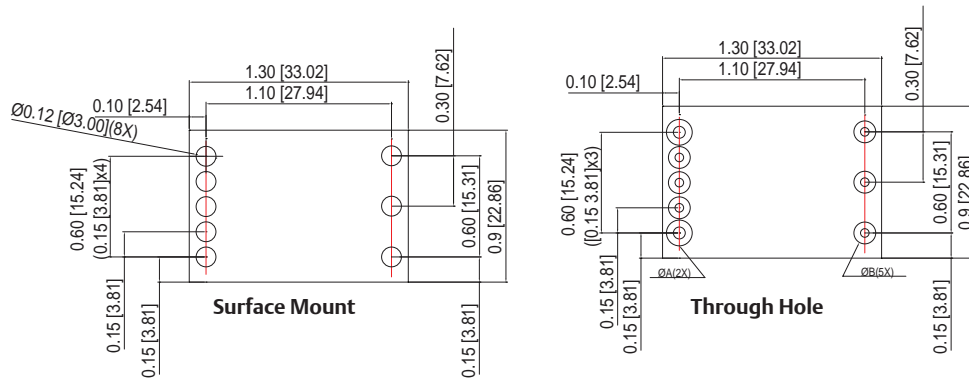 1.30 [33.02]
1.10 [27.94]
0.10 [2.54]
0.30 [7.62]
Ø0.12 [Ø3.00](8X)
0.60 [15.24]
(0.15 [3.81]x4)
0.60 [15.31]
0.9 [22.86]
0.15 [3.81]
0.15 [3.81]
0.15 [3.81]
Surface Mount
1.30 [33.02]
1.10 [27.94]
0.10 [2.54]
0.30 [7.62]
0.60 [15.24]
([0.15 3.81]x3)
0.60 [15.31]
0.9 [22.86]
ØA(2X)
ØB(5X)
0.15 [3.81]
0.15 [3.81]
0.15 [3.81]
Through Hole